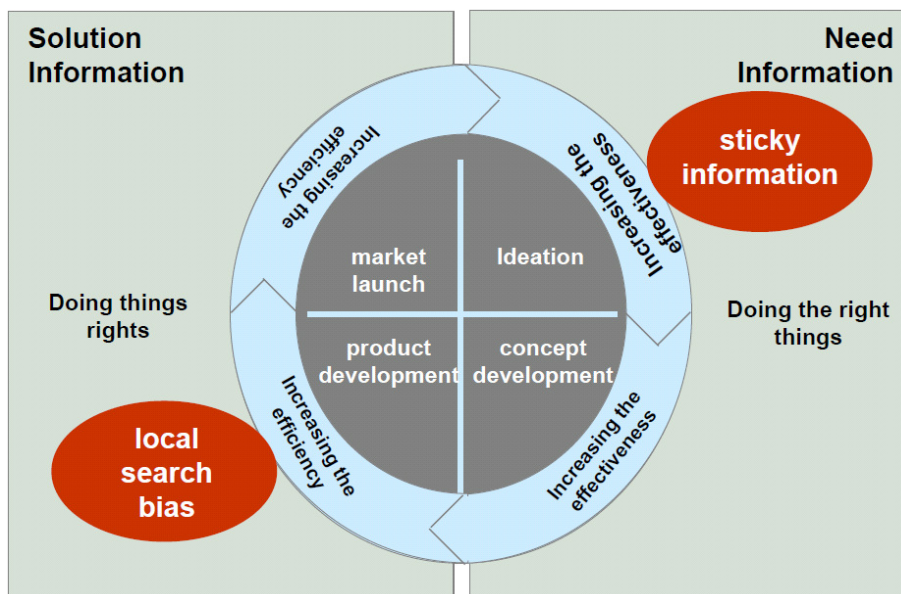 Solution
Information
Need
Information
Increasing the
efficiency
Increasing the
effectiveness
sticky
information
market
launch
Ideation
Doing things
rights
Doing the right
things
product
development
concept
development
Increasing the
efficiency
Increasing the
effectiveness
local
search
bias